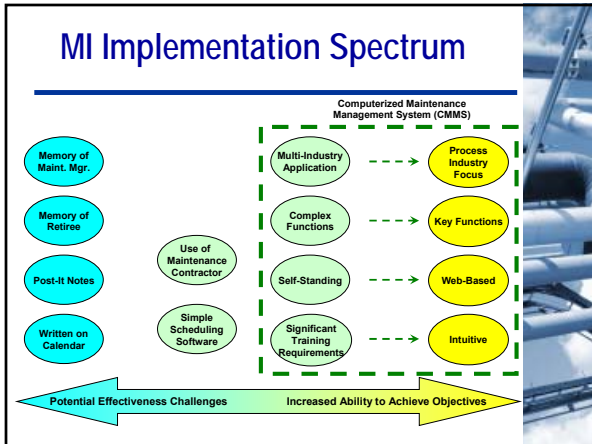 MI Implementation Spectrum
Computerized Maintenance
Management System (CMMS)
Memory of
Maint. Mgr.
Memory of
Retiree
Post-It Notes
Written on
Calendar
Use of
Maintenance
Contractor
Simple
Scheduling
Software
Multi-Industry
Application
Complex
Functions
Self-Standing
Significant
Training
Requirements
Process
Industry
Focus
Key Functions
Web-Based
Intuitive
Potential Effectiveness Challenges
Increased Ability to Achieve Objectives